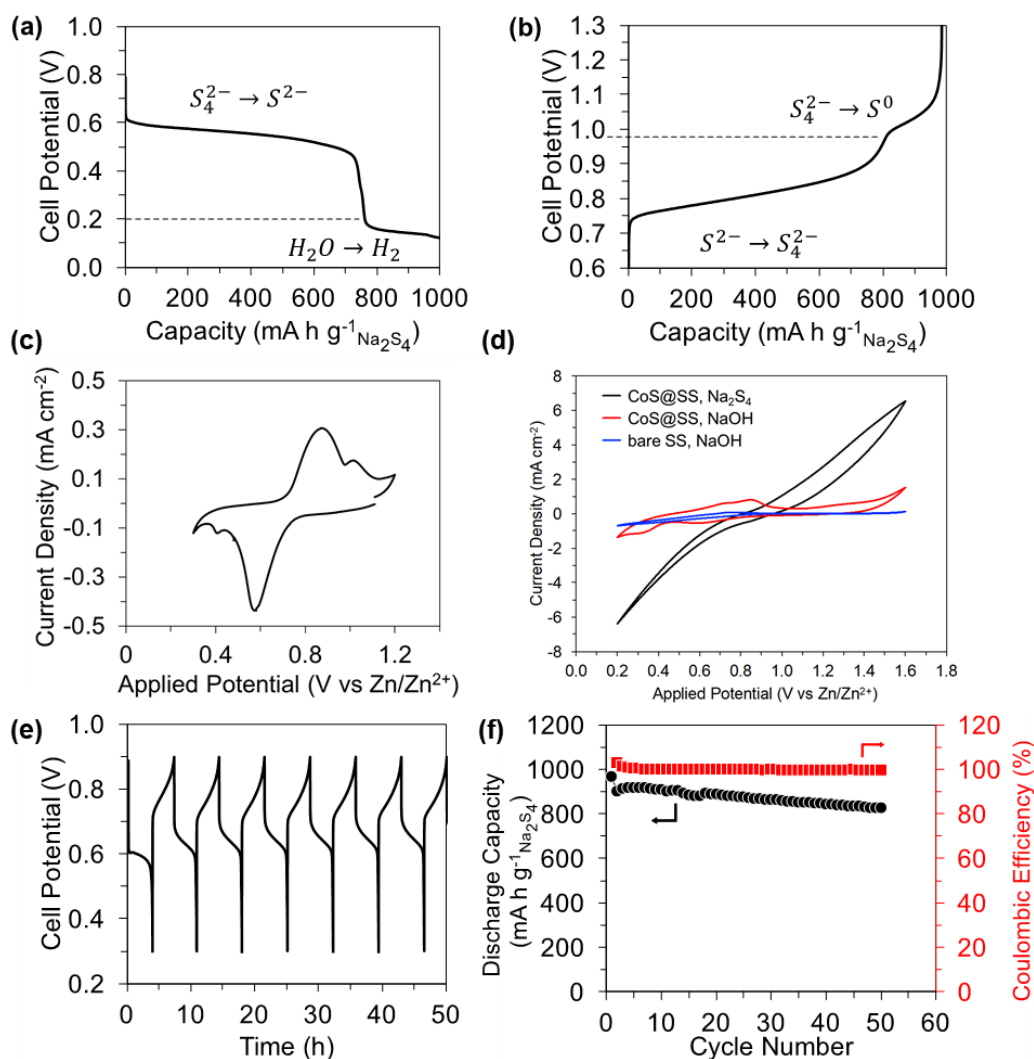 (a)
1.0
0.8
0.6
0.4
0.2
0.0
Cell Potential (V)
S₄²⁻ → S²⁻
H₂O → H₂
0 200 400 600 800 1000
Capacity (mA h g⁻¹Na₂S₄)
(b)
1.3
1.2
1.1
1.0
0.9
0.8
0.7
0.6
Cell Potetnial (V)
S₄²⁻ → S⁰
S²⁻ → S₄²⁻
0 200 400 600 800 1000
Capacity (mA h g⁻¹Na₂S₄)
(c)
0.5
0.3
0.1
-0.1
-0.3
-0.5
Current Density (mA cm⁻²)
0 0.4 0.8 1.2
Applied Potential (V vs Zn/Zn²⁺)
(d)
8
6
4
2
0
-2
-4
-6
-8
Current Density (mA cm⁻²)
CoS@SS, Na₂S₄
CoS@SS, NaOH
bare SS, NaOH
0.0 0.2 0.4 0.6 0.8 1.0 1.2 1.4 1.6 1.8
Applied Potential (V vs Zn/Zn²⁺)
(e)
1.0
0.8
0.6
0.4
0.2
Cell Potential (V)
0 10 20 30 40 50
Time (h)
(f)
1200
1000
800
600
400
200
0
Discharge Capacity
(mA h g⁻¹Na₂S₄)
120
100
80
60
40
20
0
Coulombic Efficiency (%)
0 10 20 30 40 50 60
Cycle Number